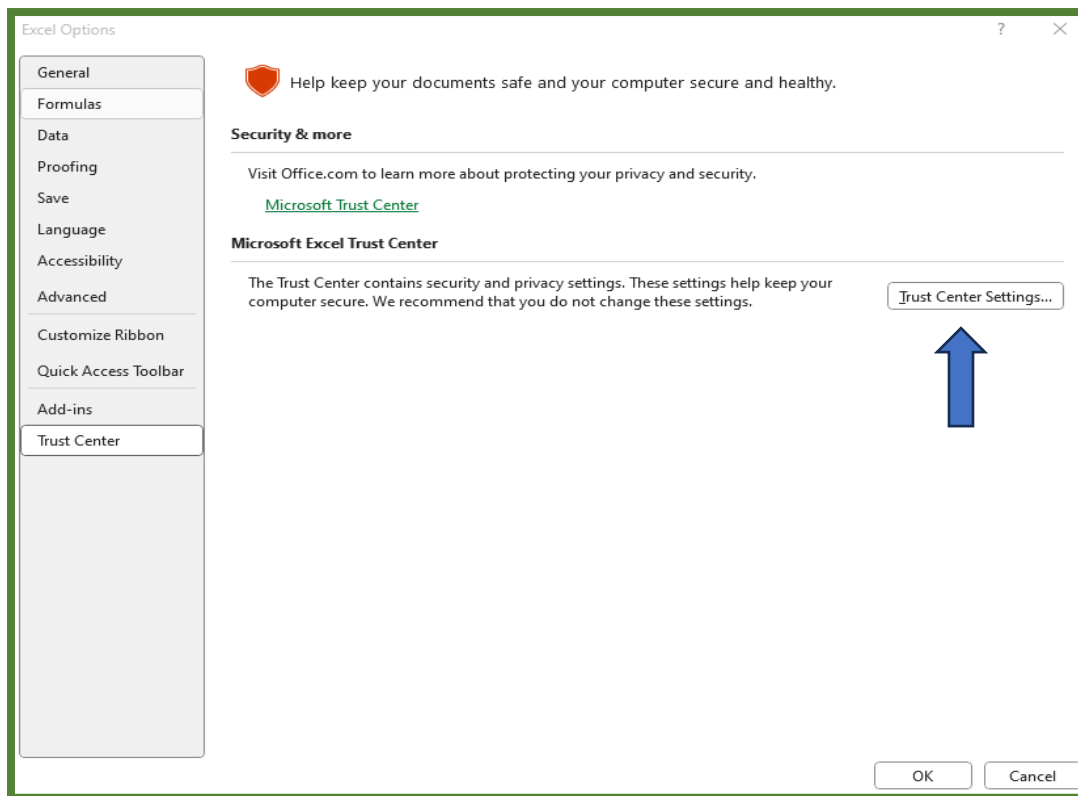 Excel Options
?
General
Formulas
Data
Proofing
Save
Language
Accessibility
Advanced
Customize Ribbon
Quick Access Toolbar
Add-ins
Trust Center
Help keep your documents safe and your computer secure and healthy.
Security & more
Visit Office.com to learn more about protecting your privacy and security.
Microsoft Trust Center
Microsoft Excel Trust Center
The Trust Center contains security and privacy settings. These settings help keep your
computer secure. We recommend that you do not change these settings.
Trust Center Settings...
OK
Cancel